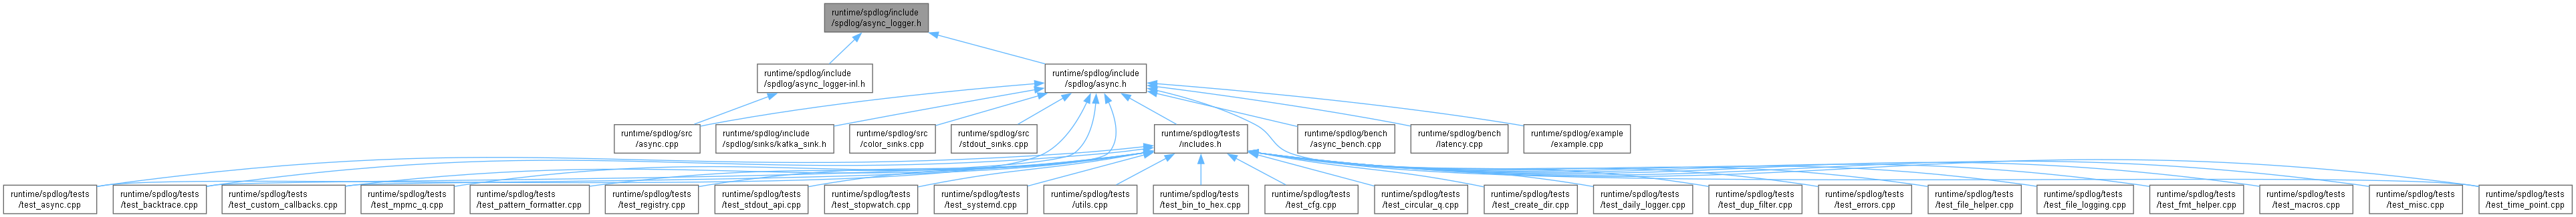 runtime/spdlog/include
/spdlog/async_logger.h
runtime/spdlog/include
/spdlog/async_logger-inl.h
runtime/spdlog/include
/spdlog/async.h
runtime/spdlog/src
/async.cpp
runtime/spdlog/include
/spdlog/sinks/kafka_sink.h
runtime/spdlog/src
/color_sinks.cpp
runtime/spdlog/src
/stdout_sinks.cpp
runtime/spdlog/tests
/includes.h
runtime/spdlog/bench
/async_bench.cpp
runtime/spdlog/bench
/latency.cpp
runtime/spdlog/example
/example.cpp
runtime/spdlog/tests
/test_async.cpp
runtime/spdlog/tests
/test_backtrace.cpp
runtime/spdlog/tests
/test_custom_callbacks.cpp
runtime/spdlog/tests
/test_mpmc_q.cpp
runtime/spdlog/tests
/test_pattern_formatter.cpp
runtime/spdlog/tests
/test_registry.cpp
runtime/spdlog/tests
/test_stdout_api.cpp
runtime/spdlog/tests
/test_stopwatch.cpp
runtime/spdlog/tests
/test_systemd.cpp
runtime/spdlog/tests
/utils.cpp
runtime/spdlog/tests
/test_bin_to_hex.cpp
runtime/spdlog/tests
/test_cfg.cpp
runtime/spdlog/tests
/test_circular_q.cpp
runtime/spdlog/tests
/test_create_dir.cpp
runtime/spdlog/tests
/test_daily_logger.cpp
runtime/spdlog/tests
/test_dup_filter.cpp
runtime/spdlog/tests
/test_errors.cpp
runtime/spdlog/tests
/test_file_helper.cpp
runtime/spdlog/tests
/test_file_logging.cpp
runtime/spdlog/tests
/test_fmt_helper.cpp
runtime/spdlog/tests
/test_macros.cpp
runtime/spdlog/tests
/test_misc.cpp
runtime/spdlog/tests
/test_time_point.cpp